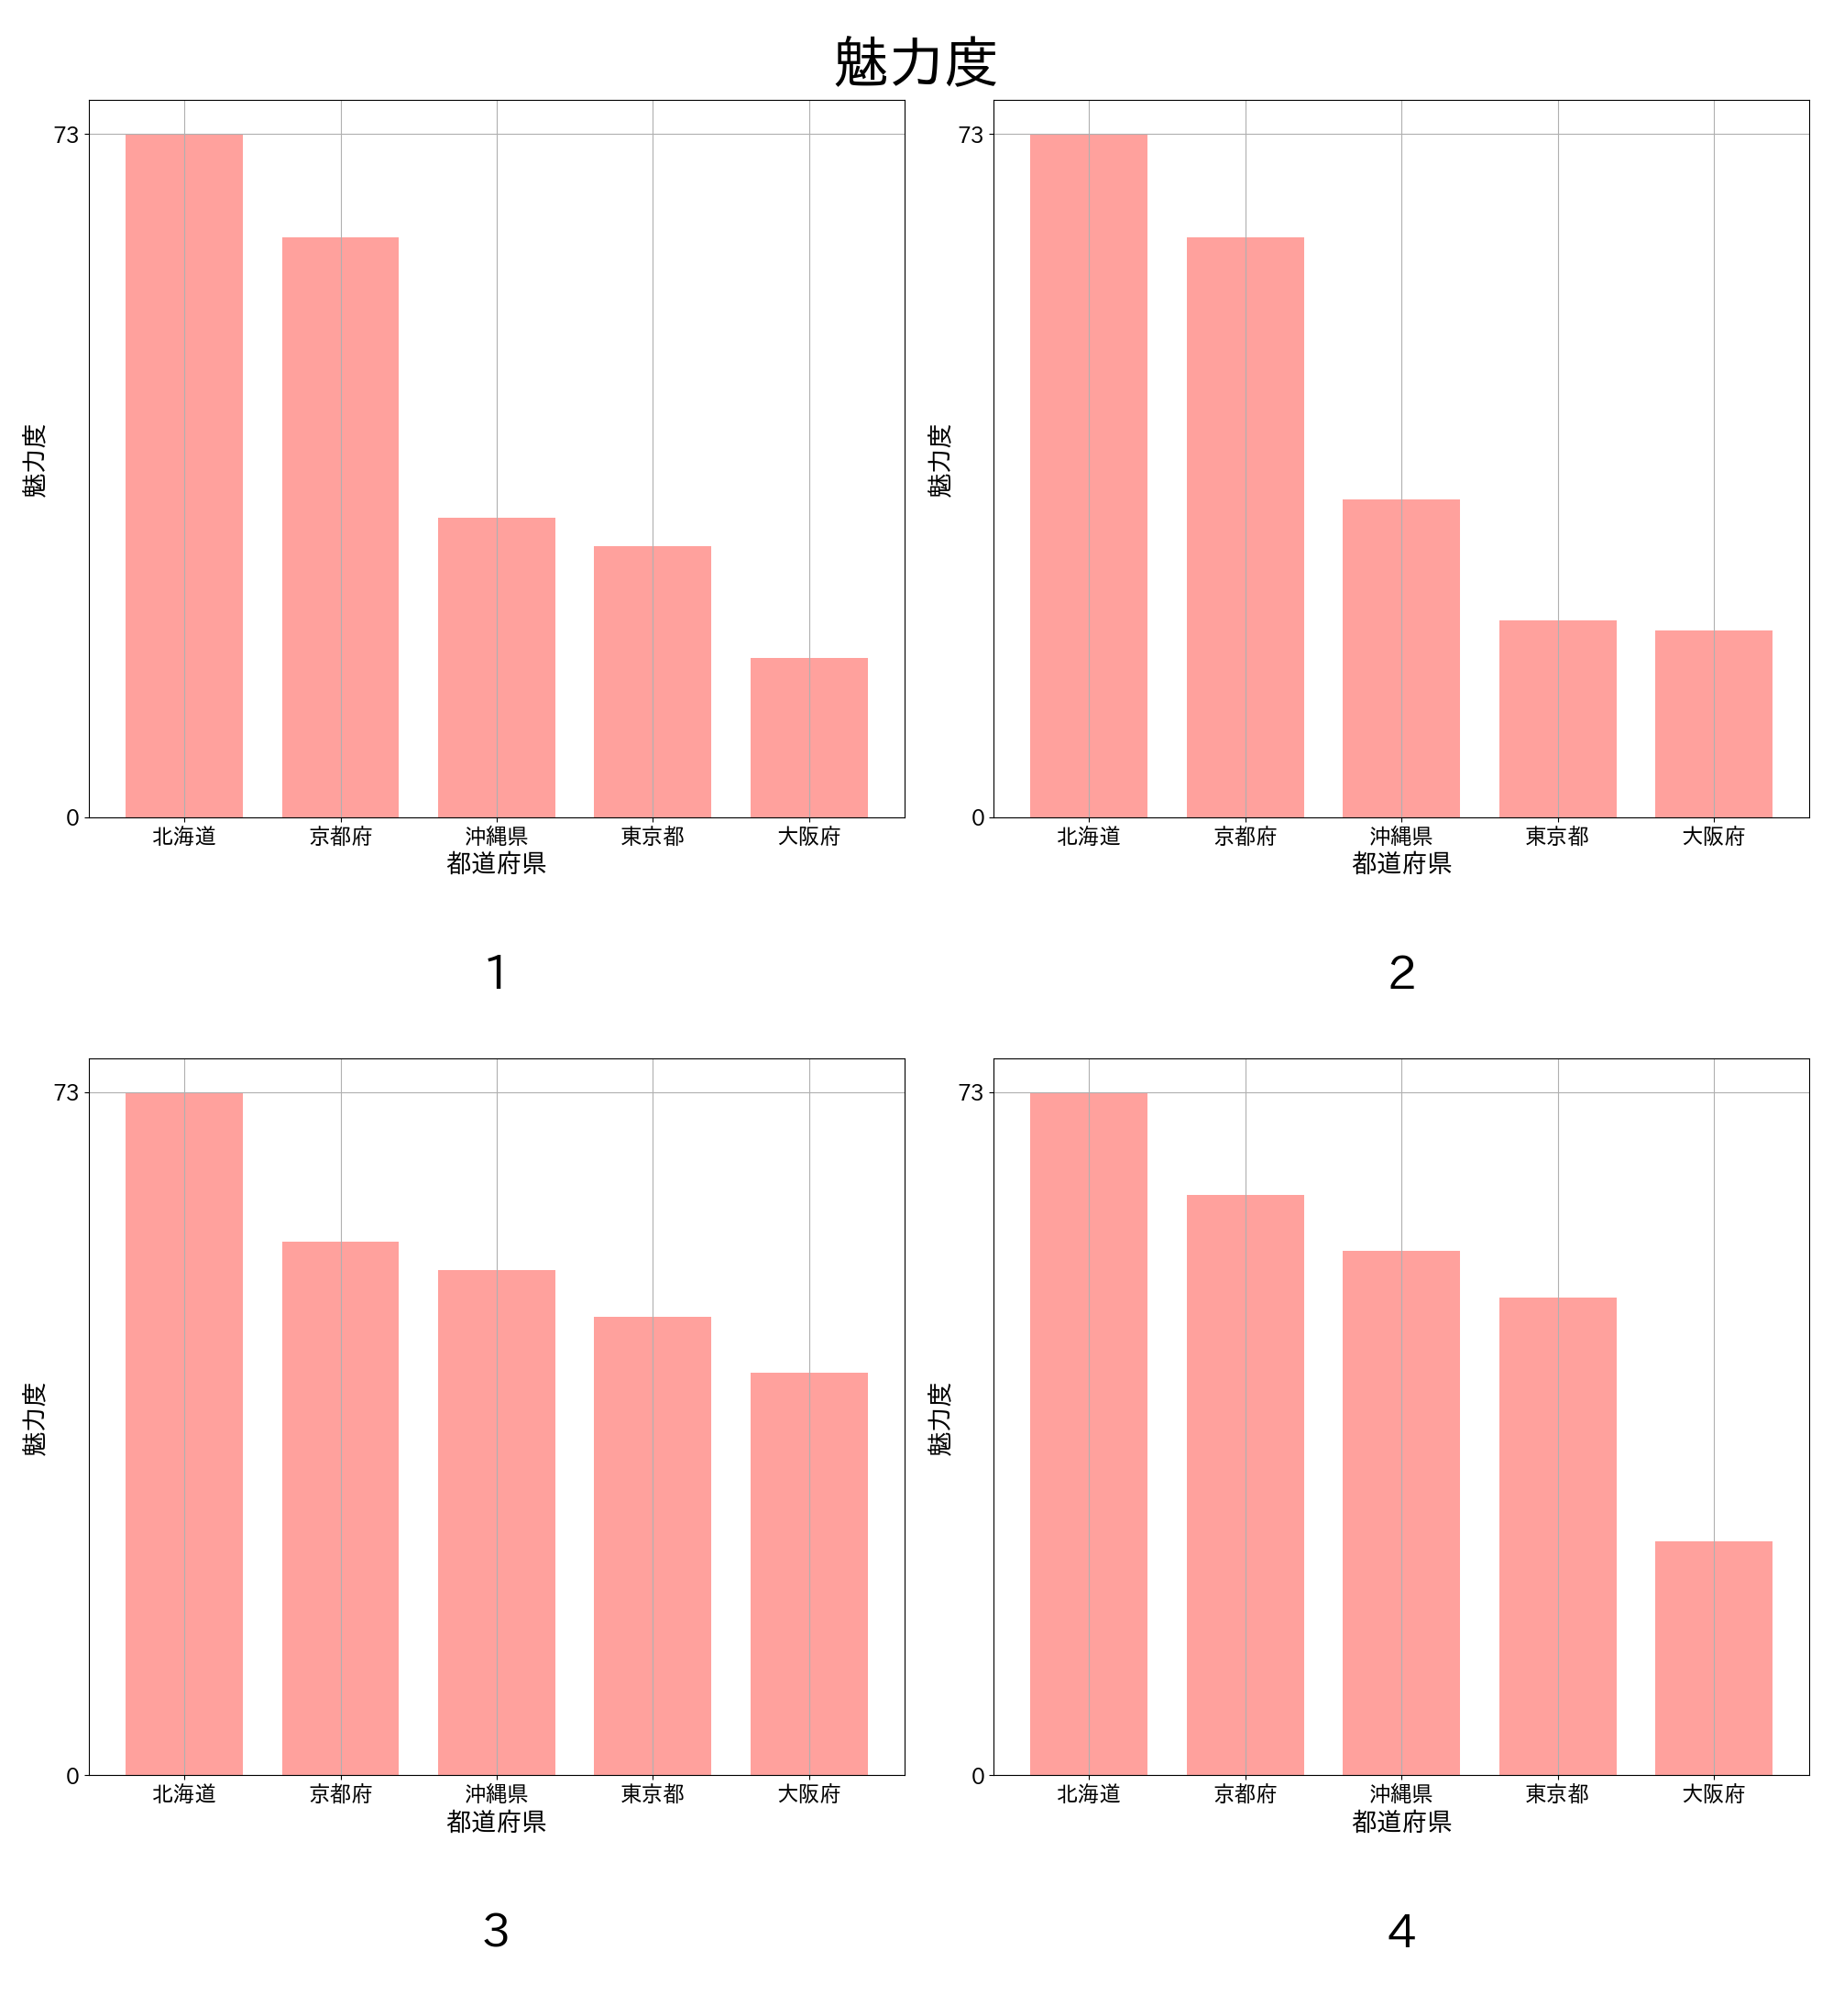 魅力度
73
0
魅力度
北海道 京都府 沖縄県 東京都 大阪府
都道府県
1
73
0
魅力度
北海道 京都府 沖縄県 東京都 大阪府
都道府県
2
73
0
魅力度
北海道 京都府 沖縄県 東京都 大阪府
都道府県
3
73
0
魅力度
北海道 京都府 沖縄県 東京都 大阪府
都道府県
4